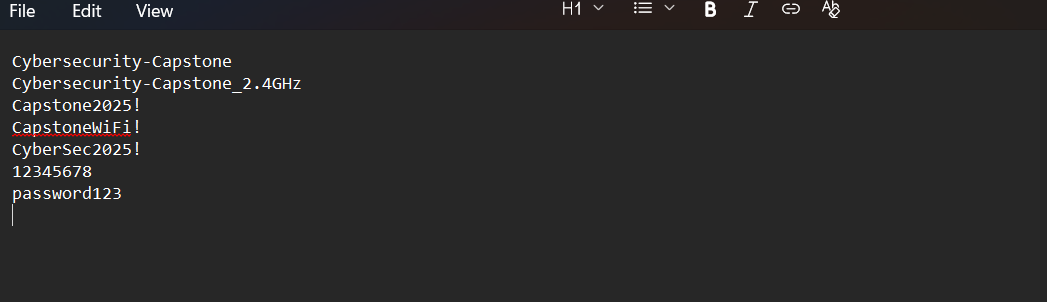 File Edit View H1 B I
Cybersecurity-Capstone
Cybersecurity-Capstone_2.4GHz
Capstone2025!
CapstoneWiFi!
CyberSec2025!
12345678
password123